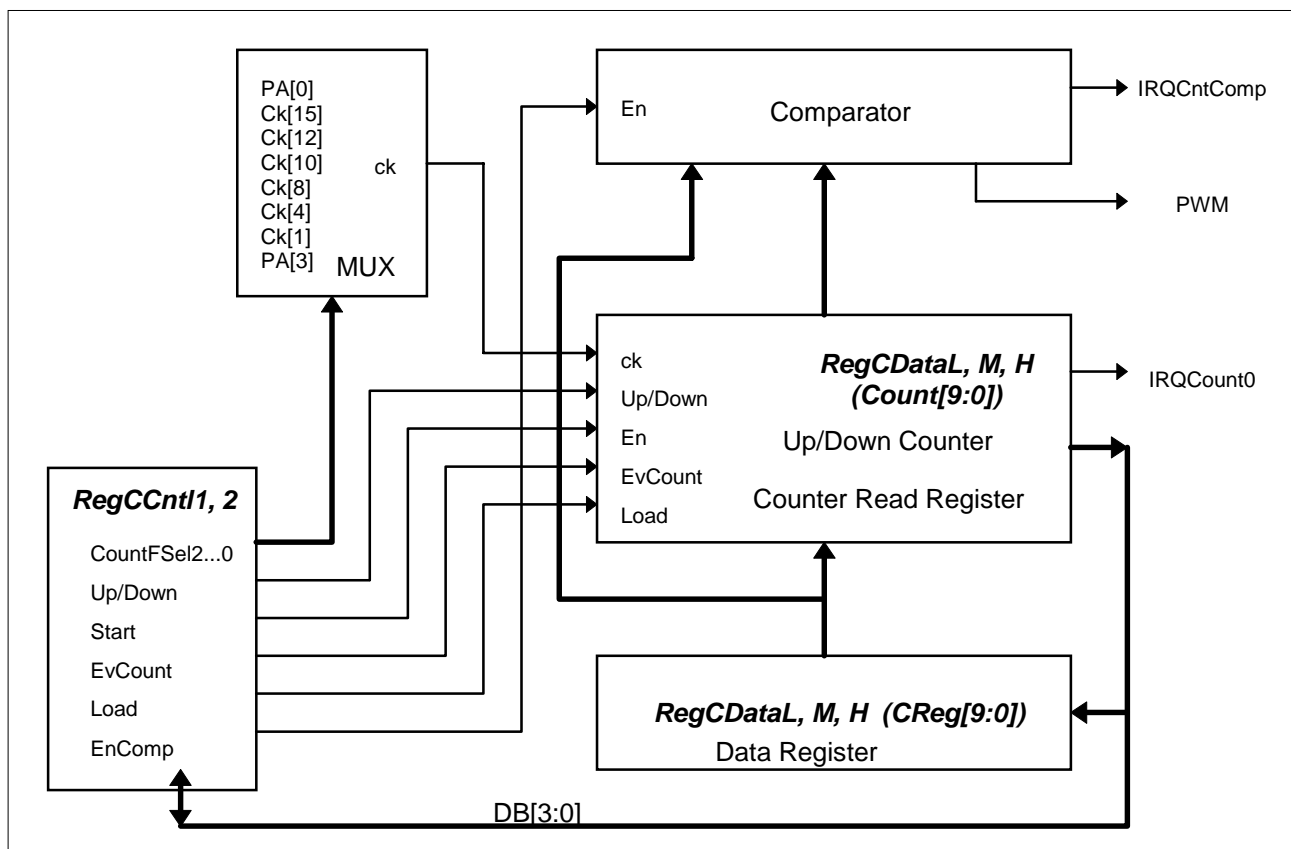 PA[0]
Ck[15]
Ck[12]
Ck[10]
Ck[8]
Ck[4]
Ck[1]
PA[3]
ck
MUX
En
Comparator
IRQCntComp
PWM
ck
Up/Down
En
EvCount
Load
RegCDataL, M, H
(Count[9:0])
Up/Down Counter
Counter Read Register
IRQCount0
RegCCntl1, 2
CountFSel2...0
Up/Down
Start
EvCount
Load
EnComp
RegCDataL, M, H (CReg[9:0])
Data Register
DB[3:0]